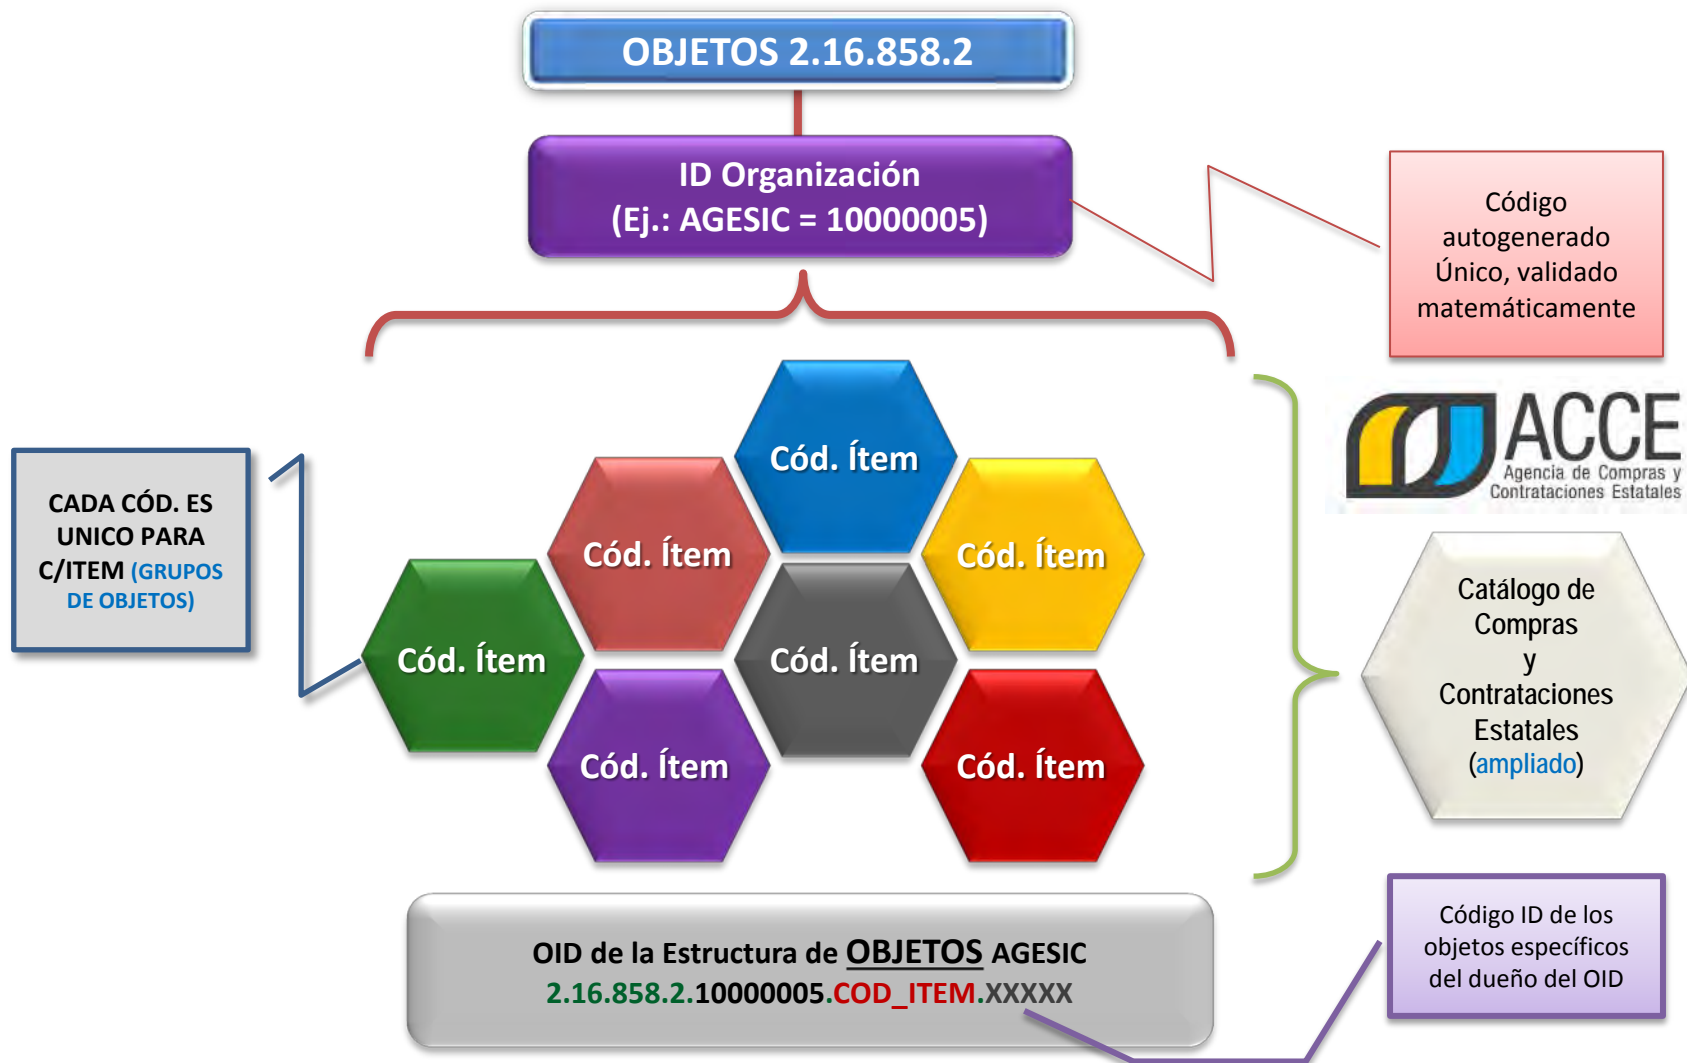 OBJETOS 2.16.858.2
ID Organización
(Ej.: AGESIC = 10000005)
Código
autogenerado
Único, validado
matemáticamente
ACCE
Agencia de Compras y
Contrataciones Estatales
CADA CÓD. ES
UNICO PARA
C/ITEM (GRUPOS
DE OBJETOS)
Cód. Ítem
Cód. Ítem
Cód. Ítem
Cód. Ítem
Cód. Ítem
Cód. Ítem
Cód. Ítem
Catálogo de
Compras
y
Contrataciones
Estatales
(ampliado)
OID de la Estructura de OBJETOS AGESIC
2.16.858.2.10000005.COD_ITEM.XXXXX
Código ID de los
objetos específicos
del dueño del OID